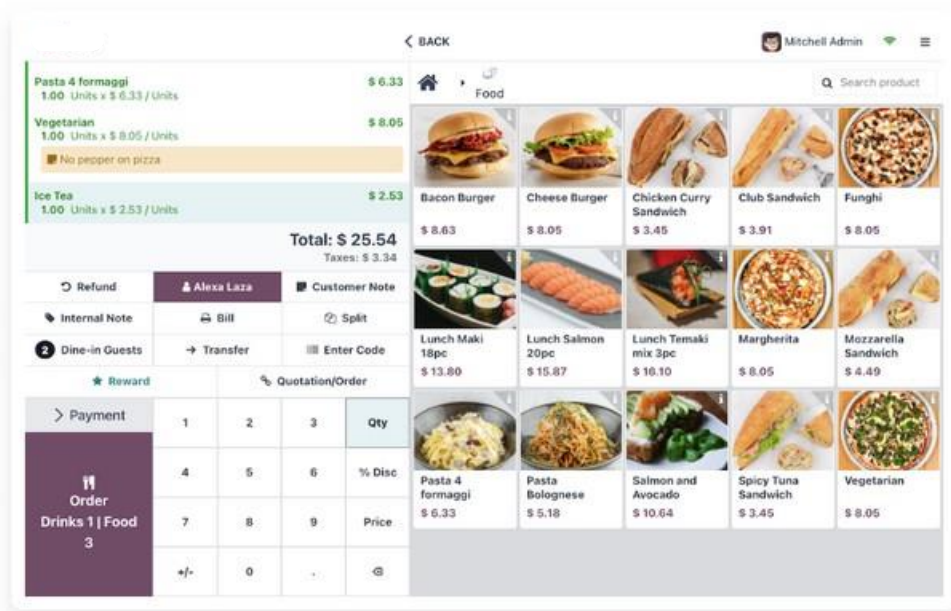 BACK
Mitchell Admin
Pasta 4 formaggi $ 6.33
1.00 Units x $ 6.33 / Units
Vegetarian $ 8.05
1.00 Units x $ 8.05 / Units
No pepper on pizza
Ice Tea $ 2.53
1.00 Units x $ 2.53 / Units
Total: $ 25.54
Taxes: $ 3.34
Refund Alexa Laza Customer Note
Internal Note Bill Split
2 Dine-in Guests Transfer Enter Code
Reward Quotation/Order
Payment
Order
Drinks 1 | Food
3
1 2 3 Qty
4 5 6 % Disc
7 8 9 Price
+/- 0 .
Food
Search product
Bacon Burger
$ 8.63
Cheese Burger
$ 8.05
Chicken Curry
Sandwich
$ 3.45
Club Sandwich
$ 3.91
Funghi
$ 8.05
Lunch Maki
18pc
$ 13.80
Lunch Salmon
20pc
$ 15.87
Lunch Temaki
mix 3pc
$ 16.10
Margherita
$ 8.05
Mozzarella
Sandwich
$ 4.49
Pasta 4
formaggi
$ 6.33
Pasta
Bolognese
$ 5.18
Salmon and
Avocado
$ 10.64
Spicy Tuna
Sandwich
$ 3.45
Vegetarian
$ 8.05